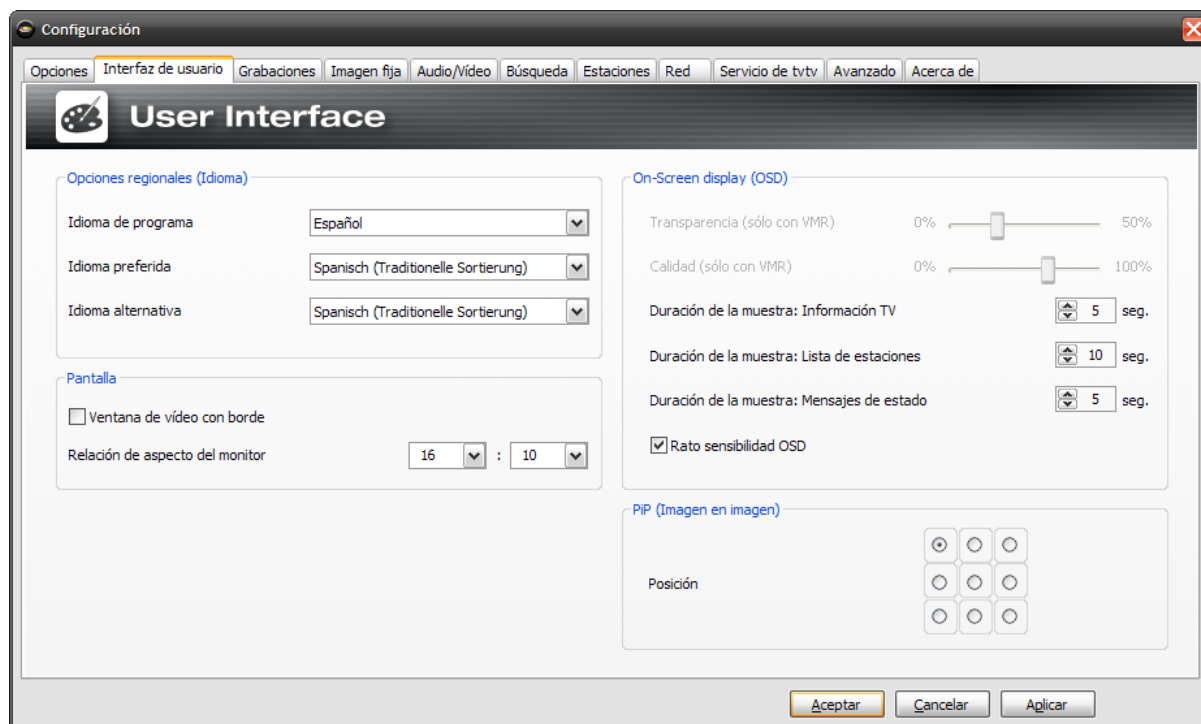 Configuración
Opciones Interfaz de usuario Grabaciones Imagen fija Audio/Vídeo Búsqueda Estaciones Red Servicio de tvtv Avanzado Acerca de
User Interface
Opciones regionales (Idioma)
Idioma de programa Español
Idioma preferida Spanisch (Traditionelle Sortierung)
Idioma alternativa Spanisch (Traditionelle Sortierung)
Pantalla
Ventana de vídeo con borde
Relación de aspecto del monitor 16 : 10
On-Screen display (OSD)
Transparencia (sólo con VMR) 0% 50%
Calidad (sólo con VMR) 0% 100%
Duración de la muestra: Información TV 5 seg.
Duración de la muestra: Lista de estaciones 10 seg.
Duración de la muestra: Mensajes de estado 5 seg.
Rato sensibilidad OSD
PiP (Imagen en imagen)
Posición
Aceptar Cancelar Aplicar